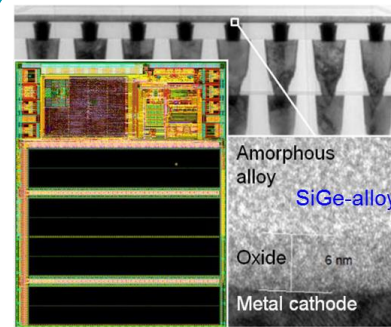 Amorphous
alloy
SiGe-alloy
Oxide
6 nm
Metal cathode